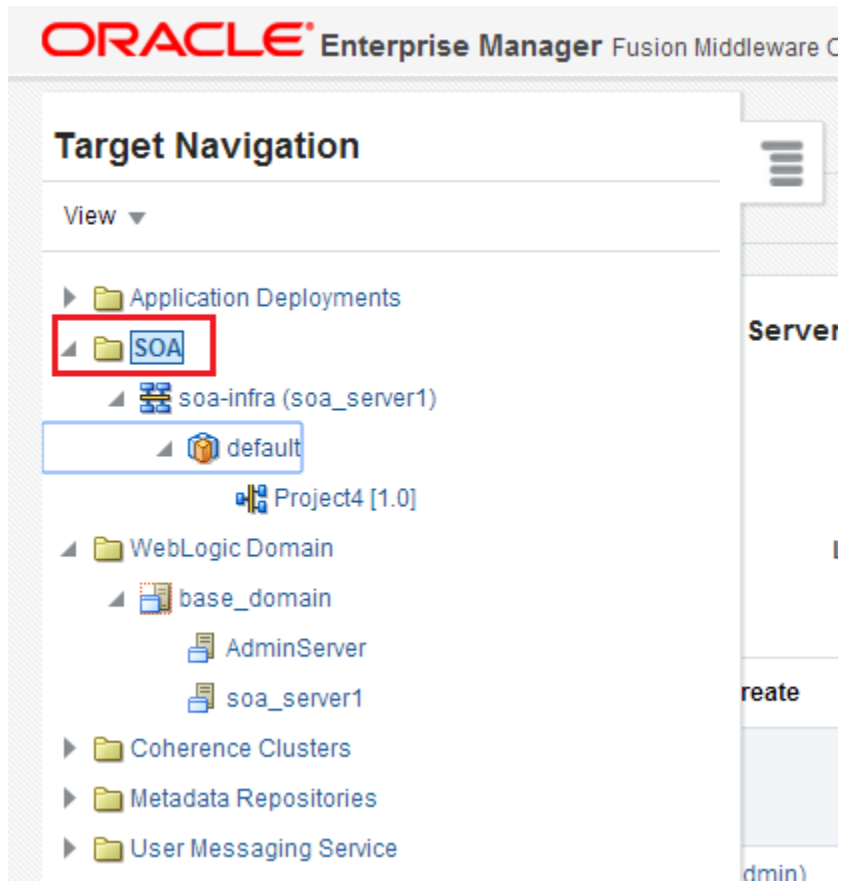 ORACLE Enterprise Manager Fusion Middleware C
Target Navigation
View
Application Deployments
SOA
Server
soa-infra (soa_server1)
default
Project4 [1.0]
WebLogic Domain
base_domain
AdminServer
soa_server1
reate
Coherence Clusters
Metadata Repositories
User Messaging Service
dmin)